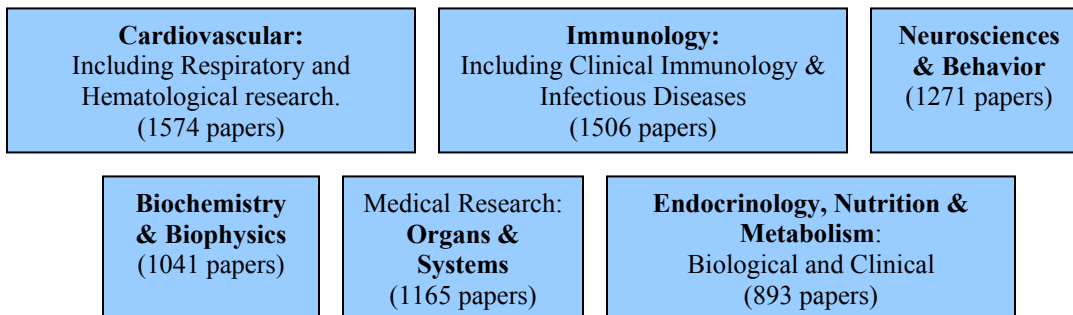 Cardiovascular:
Including Respiratory and
Hematological research.
(1574 papers)
Immunology:
Including Clinical Immunology &
Infectious Diseases
(1506 papers)
Neurosciences
& Behavior
(1271 papers)
Biochemistry
& Biophysics
(1041 papers)
Medical Research:
Organs &
Systems
(1165 papers)
Endocrinology, Nutrition &
Metabolism:
Biological and Clinical
(893 papers)